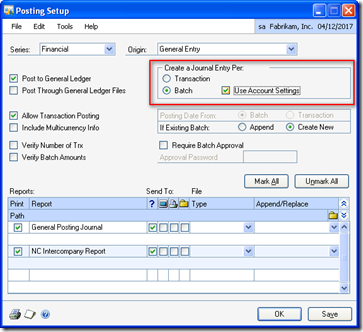 Posting Setup
File Edit Tools Help sa Fabrikam, Inc. 04/12/2017
Series: Financial Origin: General Entry
Create a Journal Entry Per:
Post to General Ledger Transaction
Post Through General Ledger Files Batch Use Account Settings
Allow Transaction Posting Posting Date From: Batch Transaction
Include Multicurrency Info If Existing Batch: Append Create New
Verify Number of Trx Require Batch Approval
Verify Batch Amounts Approval Password
Mark All Unmark All
Reports: Send To: File
Print Report ? Type Append/Replace
Path
General Posting Journal
NC Intercompany Report
OK Save